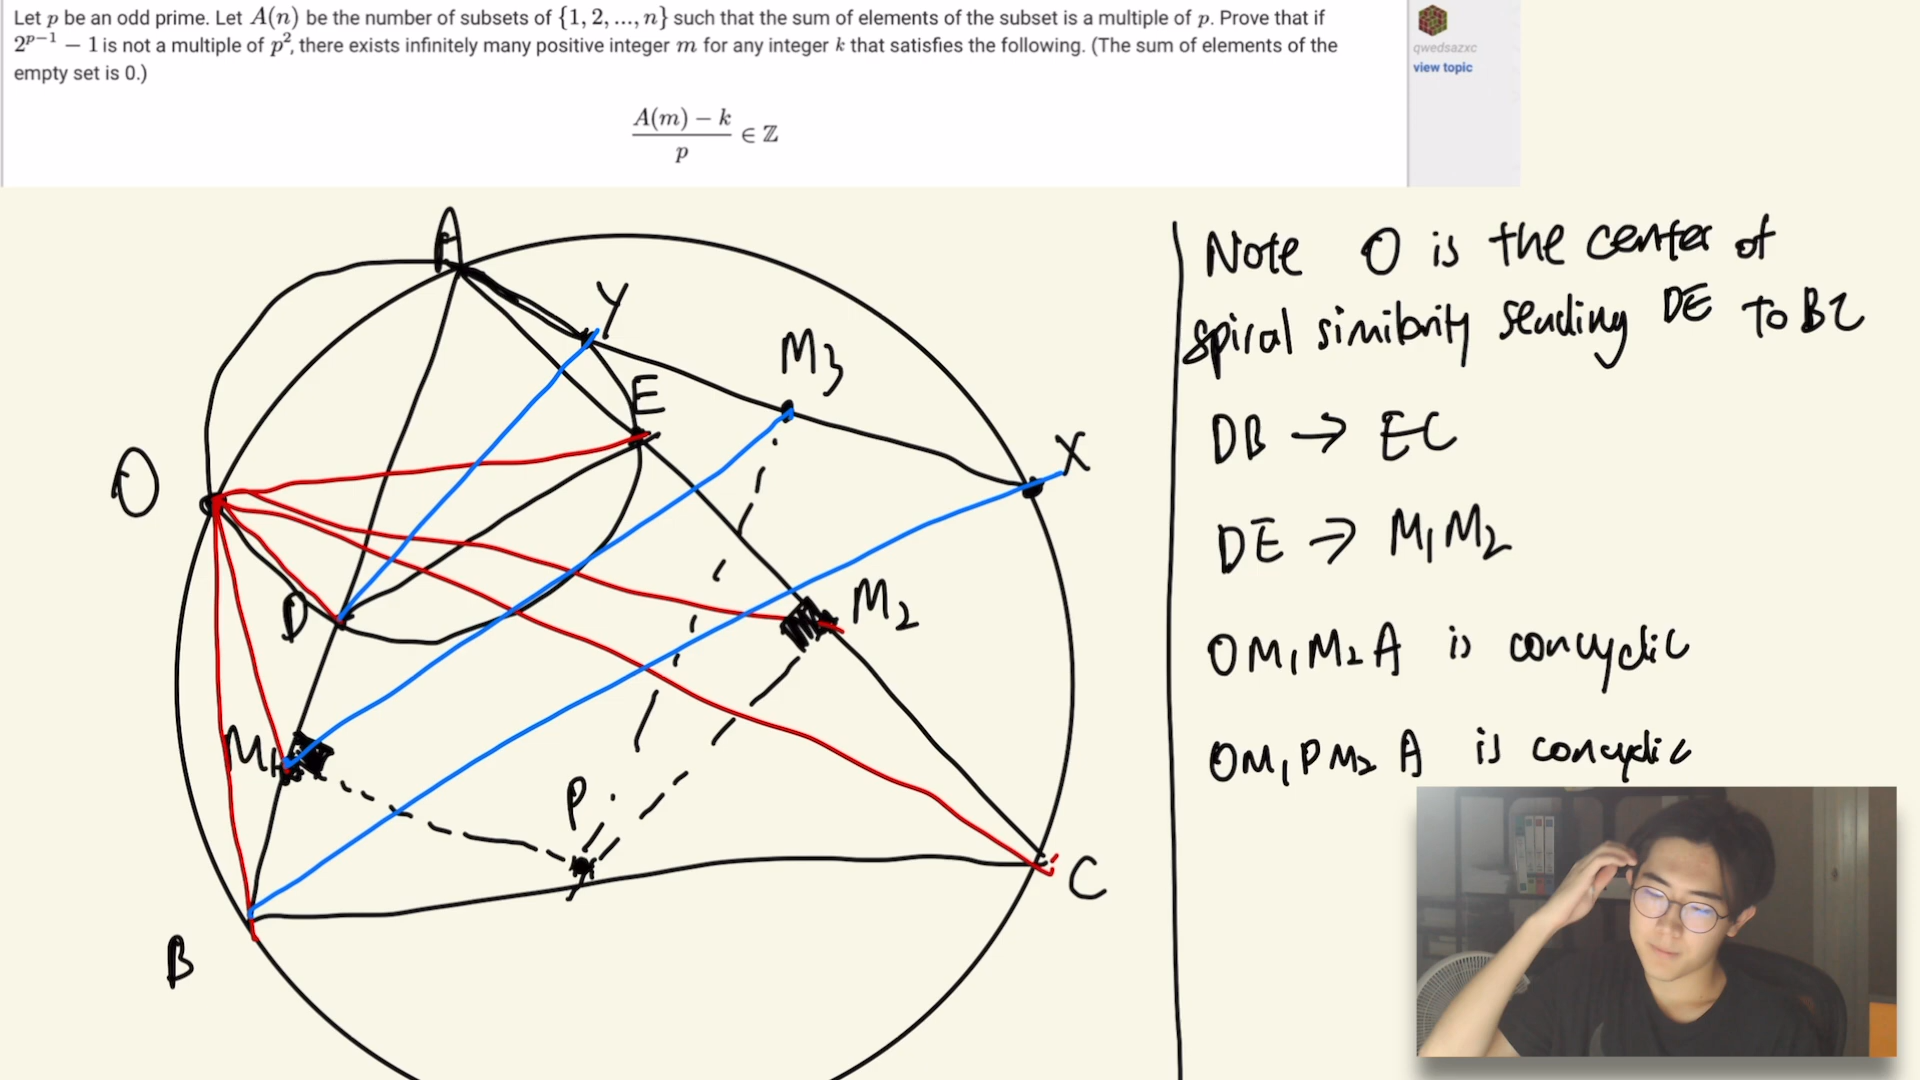 Let p be an odd prime. Let A(n) be the number of subsets of {1, 2, ..., n} such that the sum of elements of the subset is a multiple of p. Prove that if
2^{p−1} − 1 is not a multiple of p^2, there exists infinitely many positive integer m for any integer k that satisfies the following. (The sum of elements of the
empty set is 0.)
A(m) − k
∈ ℤ
p
qwedsazxc
view topic
A
Y
M3
E
X
O
D
M2
M1
P
C
B
Note O is the center of
spiral similarity sending DE to BC
DB → EC
DE → M1M2
OM1M2A is concyclic
OM1PM2A is concyclic